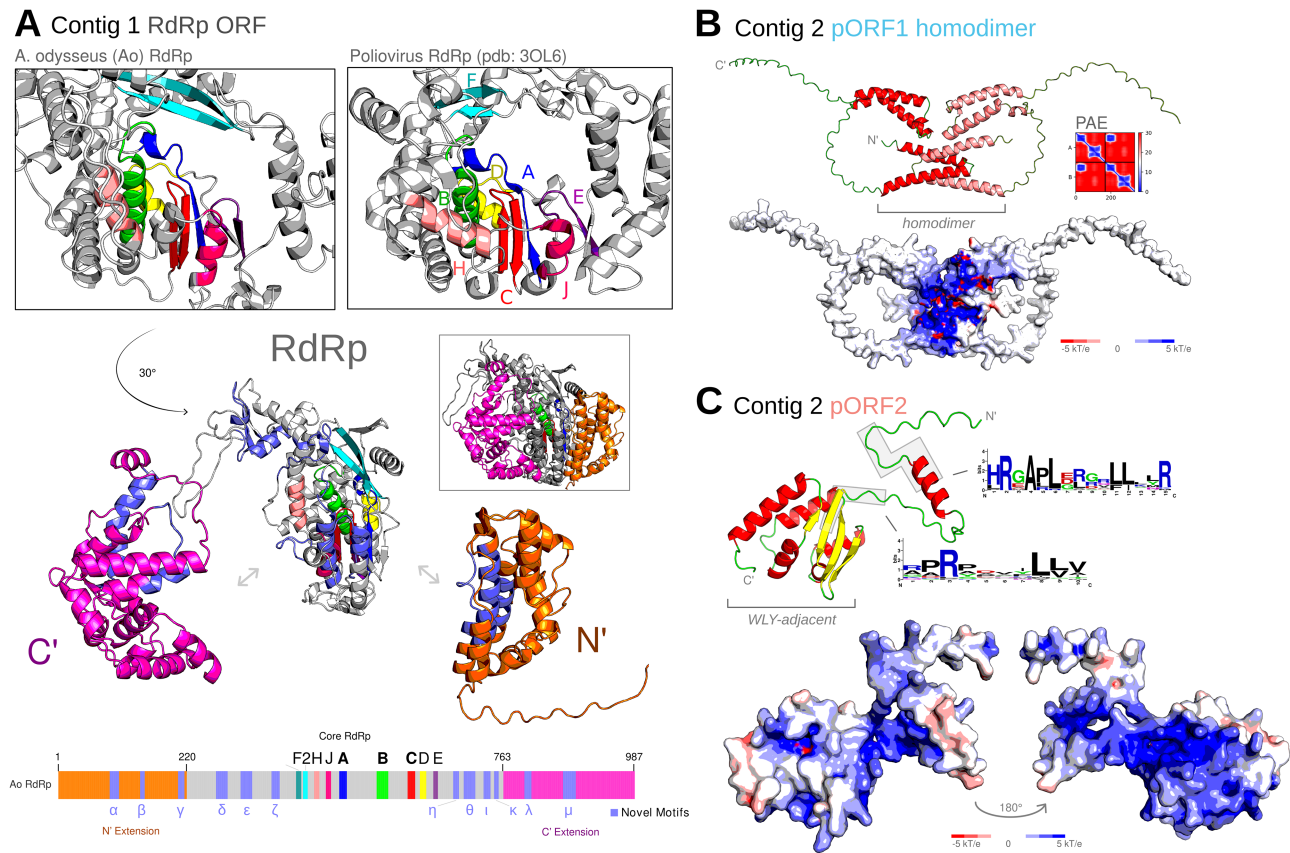 A Contig 1 RdRp ORF
A. odysseus (Ao) RdRp
Poliovirus RdRp (pdb: 3OL6)
F
D
A
B
E
H
C
J
30°
RdRp
C'
N'
Core RdRp
1
220
F2HJ
A
B
C
D
E
763
987
Ao RdRp
α
β
γ
δ
ε
ζ
η
θ
ι
κ
λ
μ
Novel Motifs
N' Extension
C' Extension
B Contig 2 pORF1 homodimer
C'
N'
PAE
A
B
0
200
30
20
10
0
homodimer
-5 kT/e
0
5 kT/e
C Contig 2 pORF2
N'
C'
WLY-adjacent
bits
N
C
bits
N
C
180°
-5 kT/e
0
5 kT/e